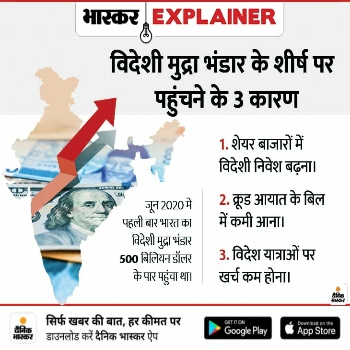 भास्कर EXPLAINER
विदेशी मुद्रा भंडार के शीर्ष पर
पहुंचने के 3 कारण
1. शेयर बाजारों में
विदेशी निवेश बढ़ना।
2. क्रूड आयात के बिल
में कमी आना।
3. विदेश यात्राओं पर
खर्च कम होना।
जून 2020 में
पहली बार भारत का
विदेशी मुद्रा भंडार
500 बिलियन डॉलर
के पार पहुंचा था।
दैनिक
भास्कर
दैनिक
भास्कर
सिर्फ खबर की बात, हर कीमत पर
डाउनलोड करें दैनिक भास्कर ऐप
GET IT ON
Google Play
Download on the
App Store